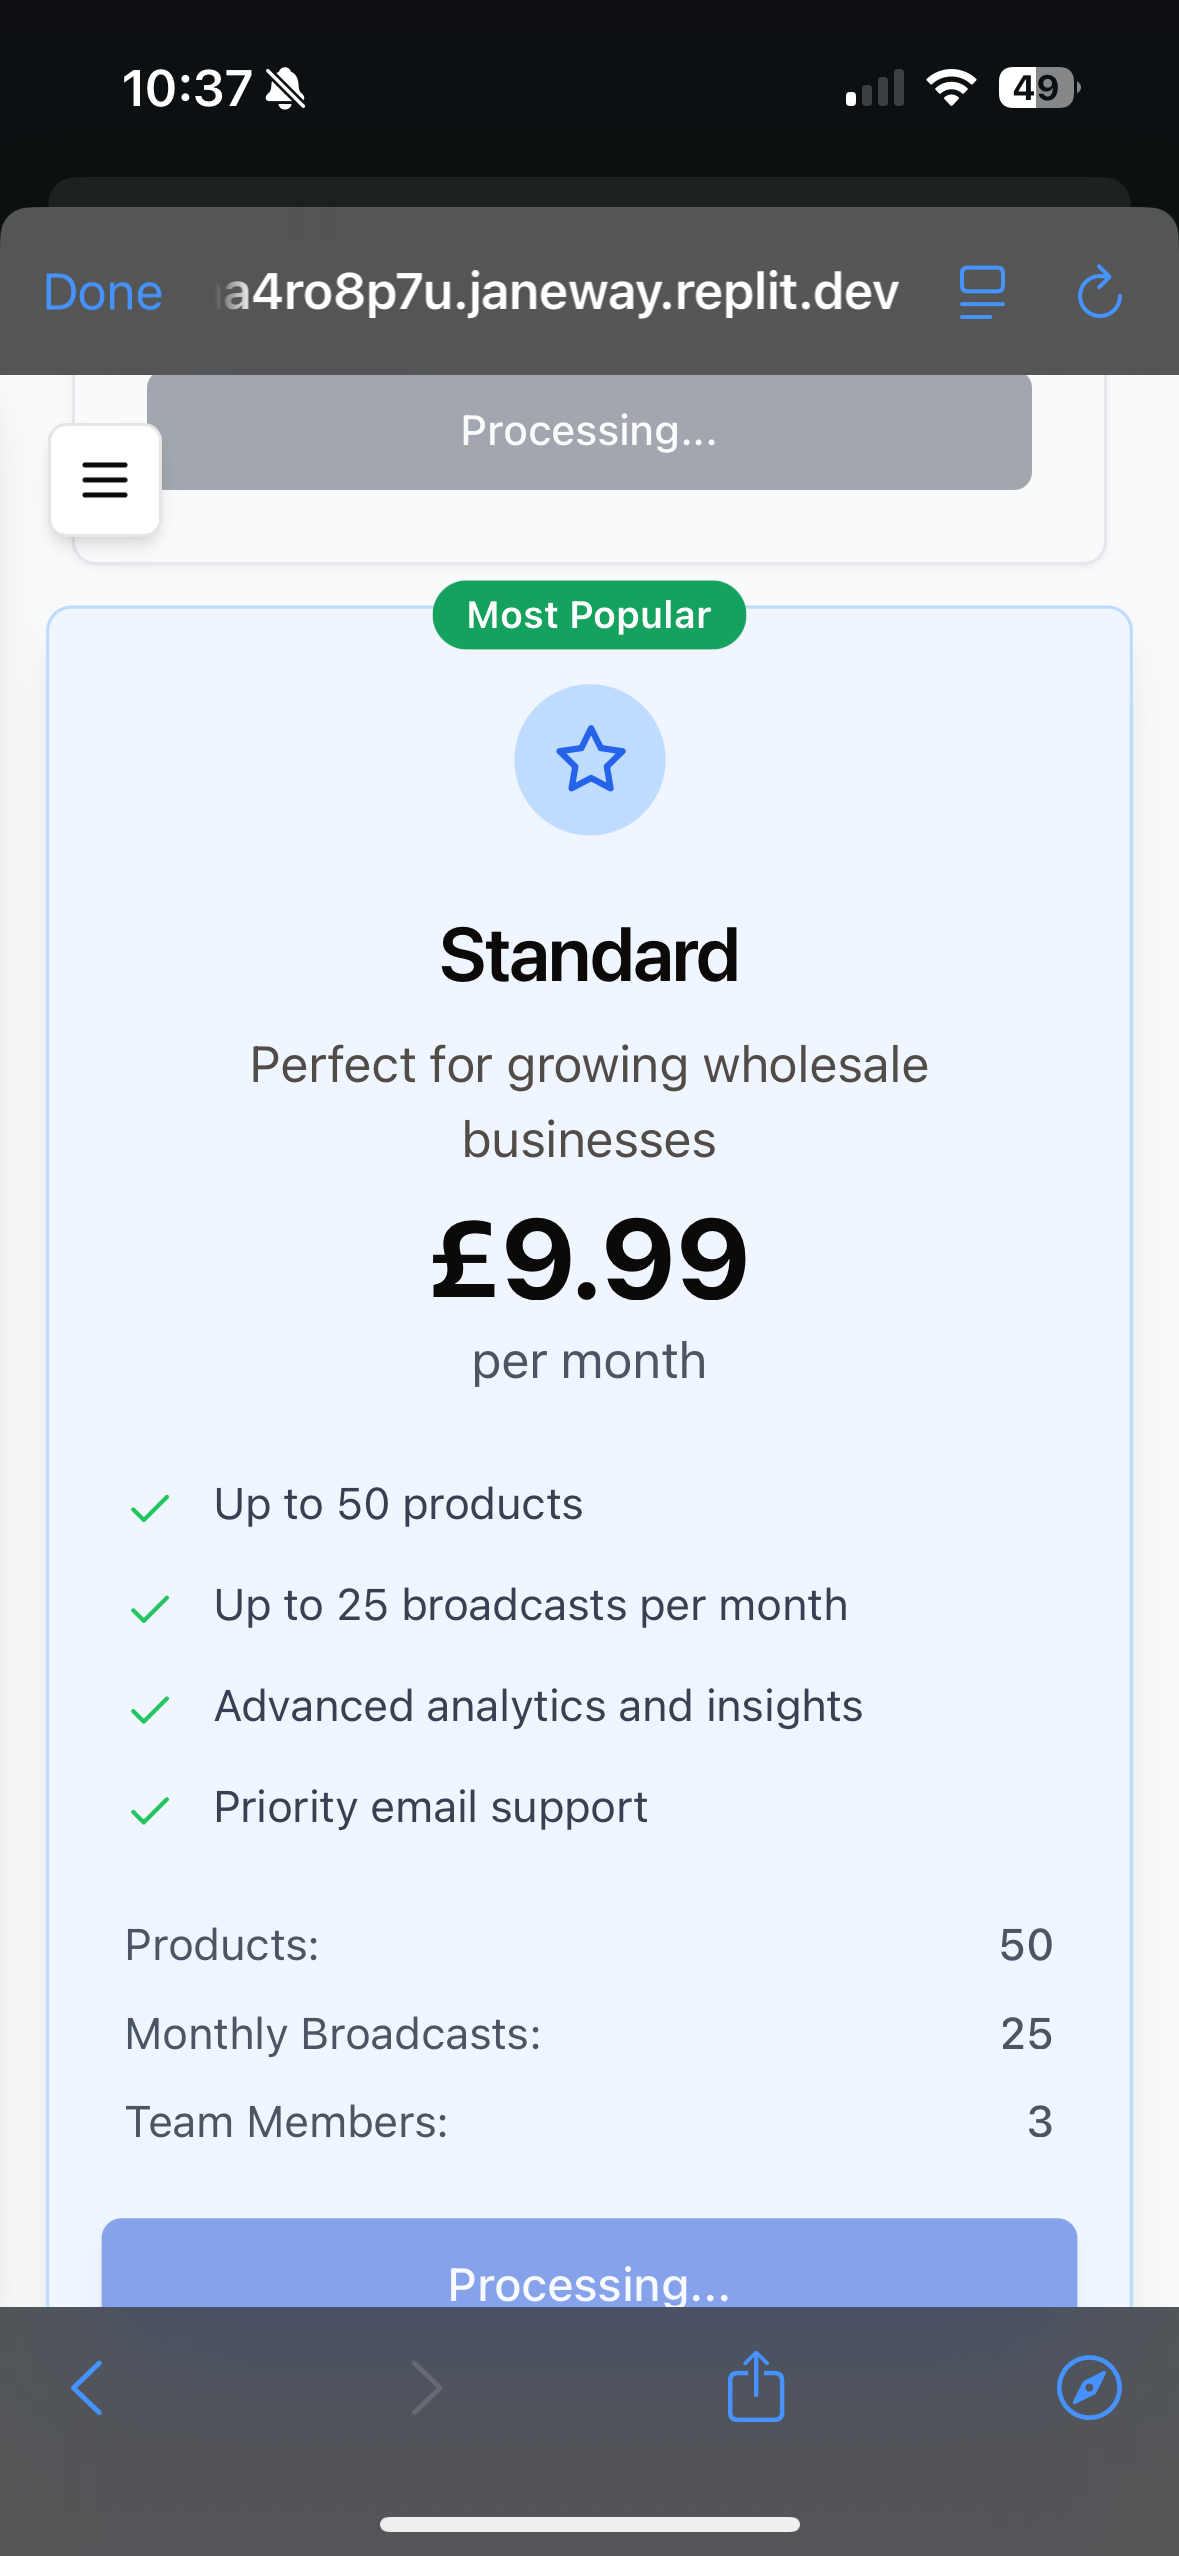 10:37
49
Done
a4ro8p7u.janeway.replit.dev
Processing...
Most Popular
Standard
Perfect for growing wholesale
businesses
£9.99
per month
Up to 50 products
Up to 25 broadcasts per month
Advanced analytics and insights
Priority email support
Products: 50
Monthly Broadcasts: 25
Team Members: 3
Processing...